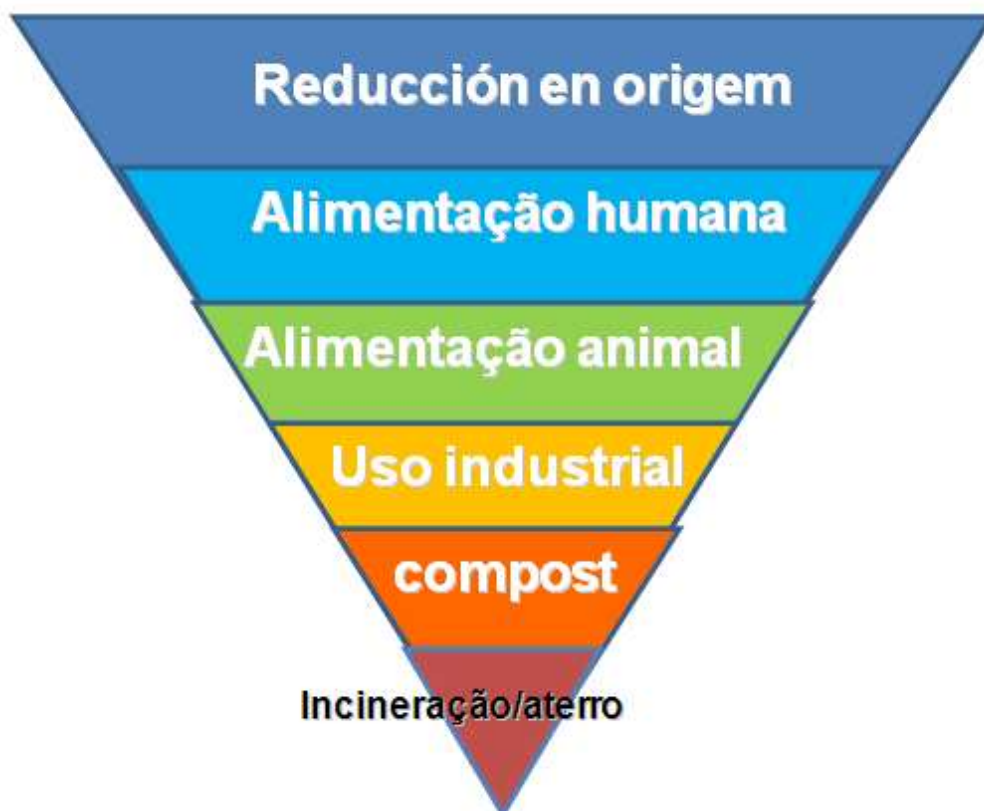 Reducción en origem
Alimentação humana
Alimentação animal
Uso industrial
compost
Incineração/aterro